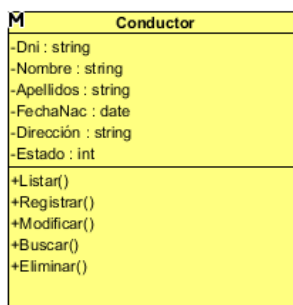 M
Conductor
-Dni : string
-Nombre : string
-Apellidos : string
-FechaNac : date
-Dirección : string
-Estado : int
+Listar()
+Registrar()
+Modificar()
+Buscar()
+Eliminar()